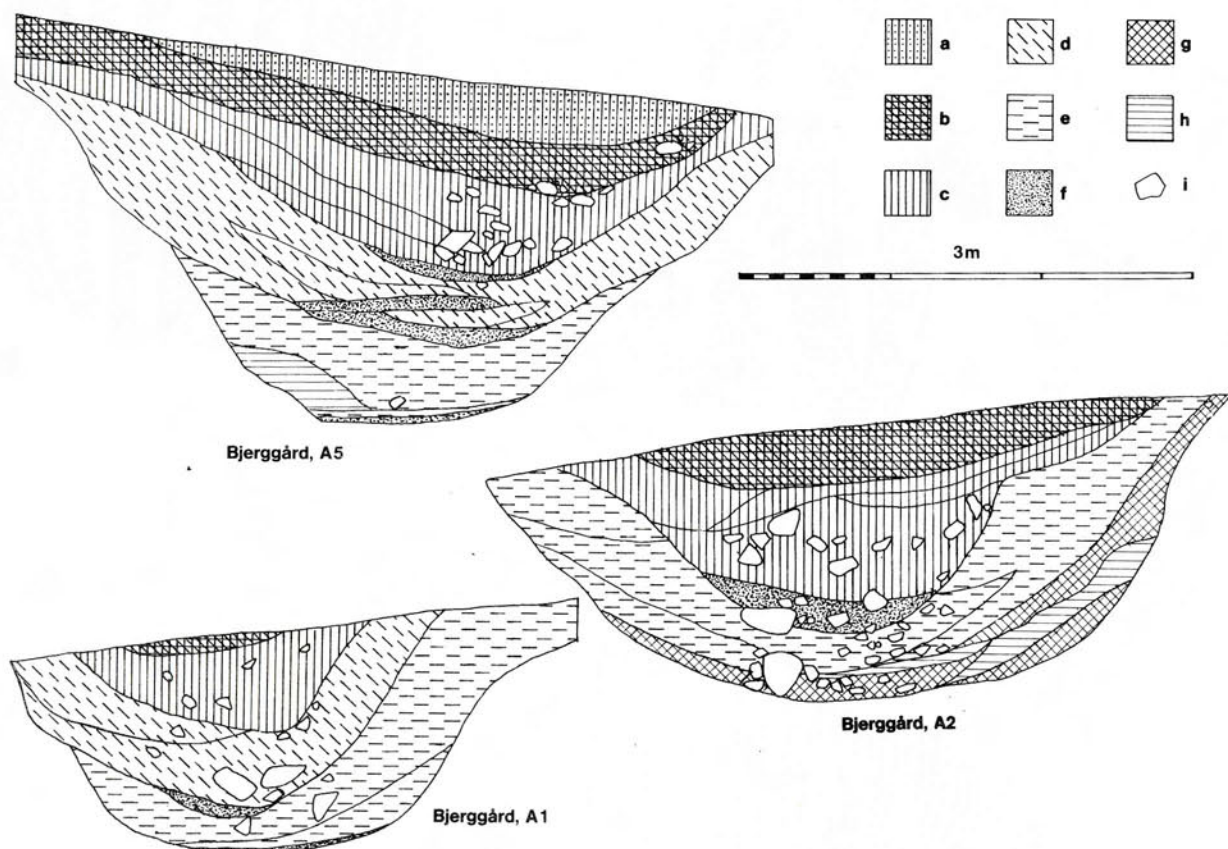 a d g
b e h
c f i
3m
Bjerggård, A5
Bjerggård, A2
Bjerggård, A1